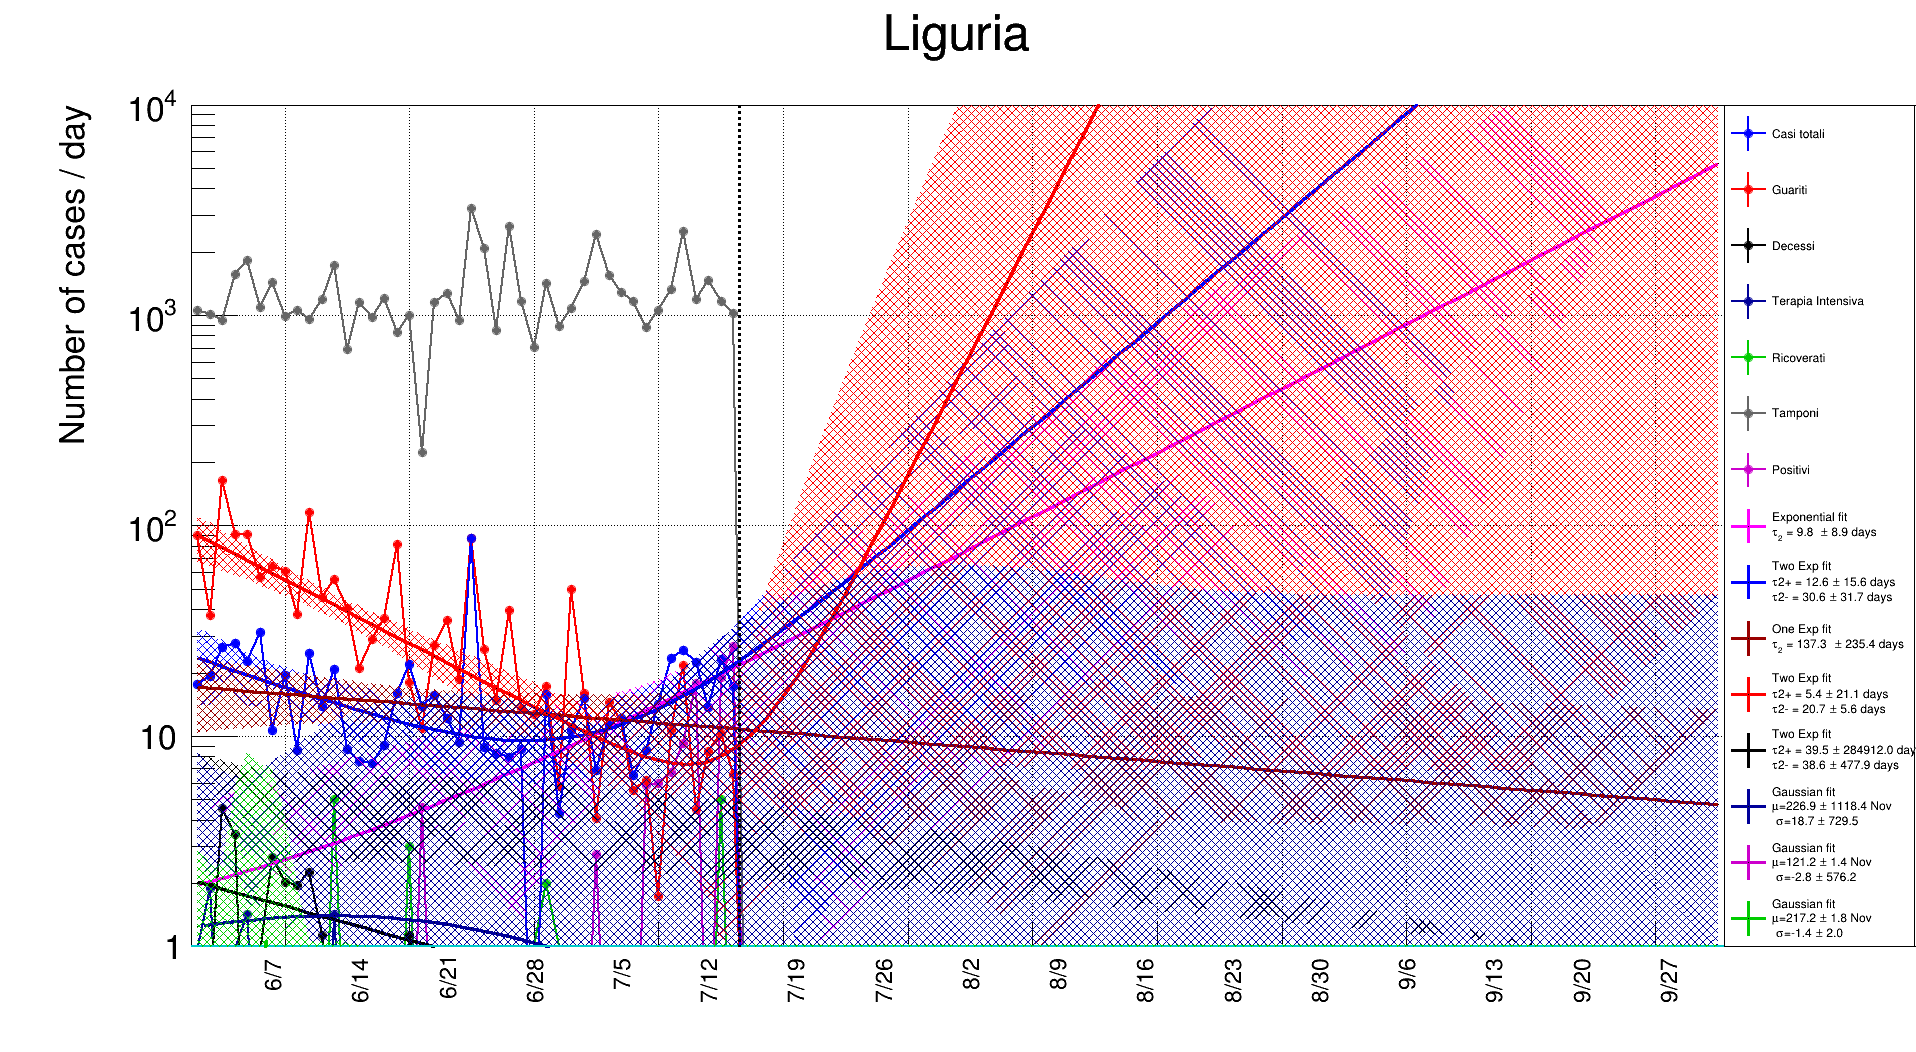 Liguria
Number of cases / day
10⁴
10³
10²
10
1
6/7
6/14
6/21
6/28
7/5
7/12
7/19
7/26
8/2
8/9
8/16
8/23
8/30
9/6
9/13
9/20
9/27
Casi totali
Guariti
Decessi
Terapia Intensiva
Ricoverati
Tamponi
Positivi
Exponential fit
τ₂ = 9.8 ± 8.9 days
Two Exp fit
τ2+ = 12.6 ± 15.6 days
τ2- = 30.6 ± 31.7 days
One Exp fit
τ₂ = 137.3 ± 235.4 days
Two Exp fit
τ2+ = 5.4 ± 21.1 days
τ2- = 20.7 ± 5.6 days
Two Exp fit
τ2+ = 39.5 ± 284912.0 day
τ2- = 38.6 ± 477.9 days
Gaussian fit
μ=226.9 ± 1118.4 Nov
σ=18.7 ± 729.5
Gaussian fit
μ=121.2 ± 1.4 Nov
σ=-2.8 ± 576.2
Gaussian fit
μ=217.2 ± 1.8 Nov
σ=-1.4 ± 2.0